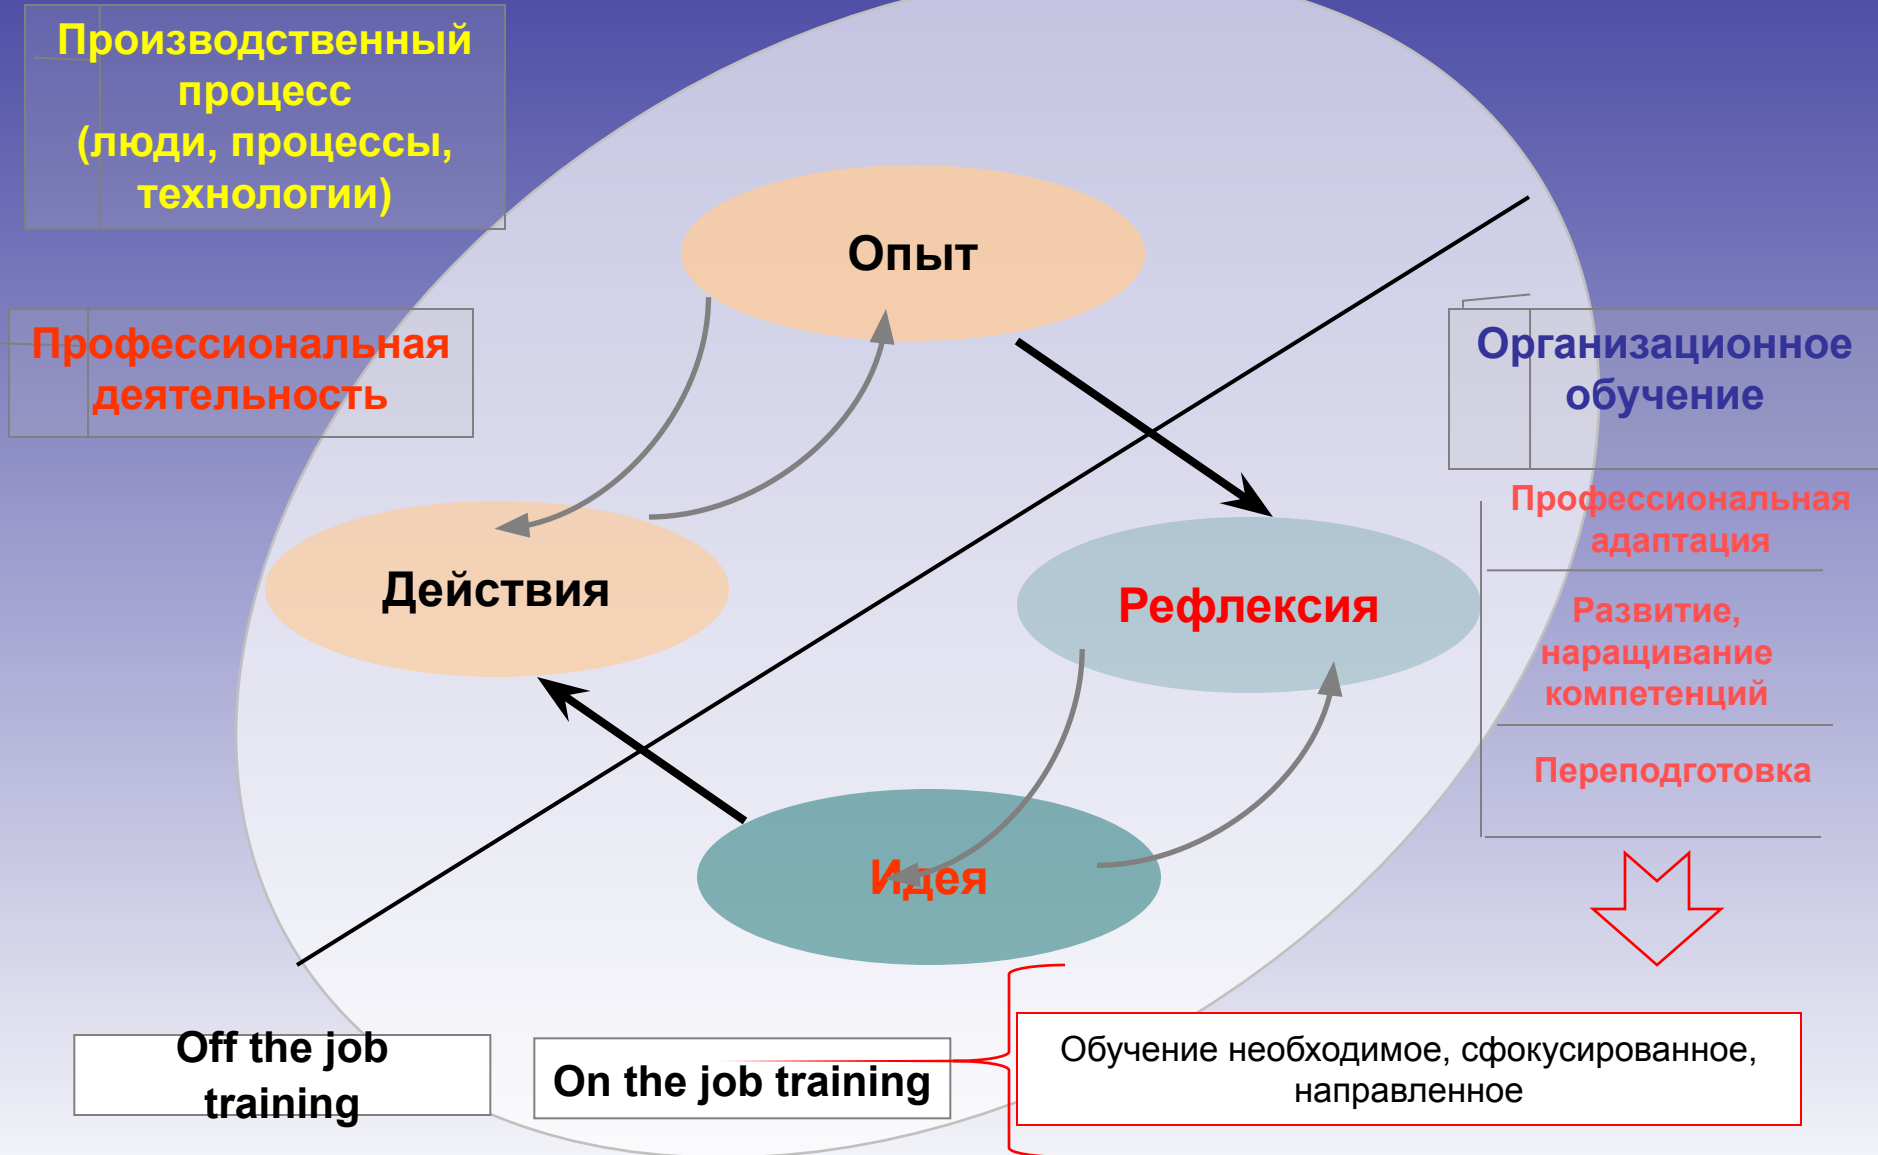 Производственный
процесс
(люди, процессы,
технологии)
Опыт
Профессиональная
деятельность
Организационное
обучение
Профессиональная
адаптация
Действия
Рефлексия
Развитие,
наращивание
компетенций
Переподготовка
Идея
Off the job
training
On the job training
Обучение необходимое, сфокусированное,
направленное